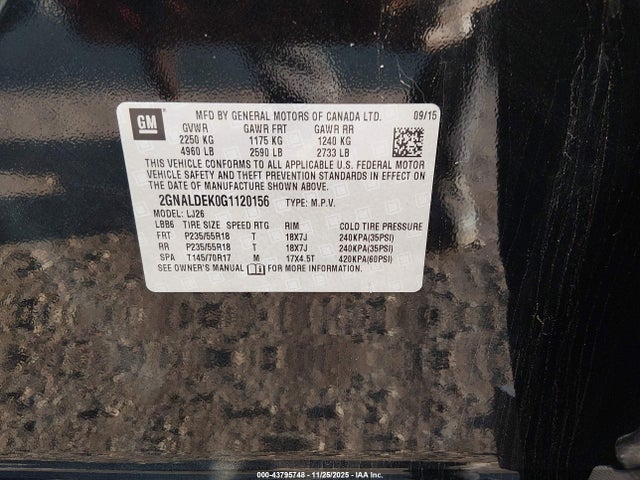 GM
MFD BY GENERAL MOTORS OF CANADA LTD. 09/15
GVWR GAWR FRT GAWR RR
2250 KG 1175 KG 1240 KG
4960 LB 2590 LB 2733 LB
THIS VEHICLE CONFORMS TO ALL APPLICABLE U.S. FEDERAL MOTOR
VEHICLE SAFETY AND THEFT PREVENTION STANDARDS IN EFFECT ON
THE DATE OF MANUFACTURE SHOWN ABOVE.
2GNALDEK0G1120156 TYPE: M.P.V.
MODEL: LJ26
LBB6 TIRE SIZE SPEED RTG RIM COLD TIRE PRESSURE
FRT P235/55R18 T 18X7J 240KPA(35PSI)
RR P235/55R18 T 18X7J 240KPA(35PSI)
SPA T145/70R17 M 17X4.5T 420KPA(60PSI)
SEE OWNER'S MANUAL FOR MORE INFORMATION.
000-43795748 - 11/25/2025 - IAA Inc.